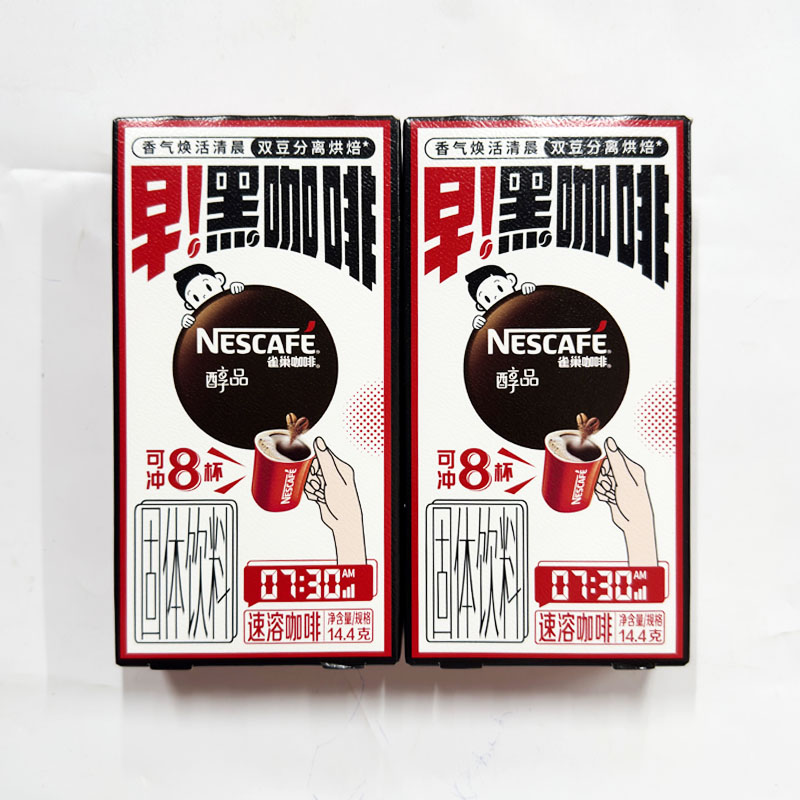 香气焕活清晨 双豆分离烘焙*
早!黑咖啡
NESCAFÉ®
雀巢咖啡®
醇品
可冲8杯
NESCAFÉ
固体饮料
07:30AM
速溶咖啡
净含量/规格
14.4克
香气焕活清晨 双豆分离烘焙*
早!黑咖啡
NESCAFÉ®
雀巢咖啡®
醇品
可冲8杯
NESCAFÉ
固体饮料
07:30AM
速溶咖啡
净含量/规格
14.4克